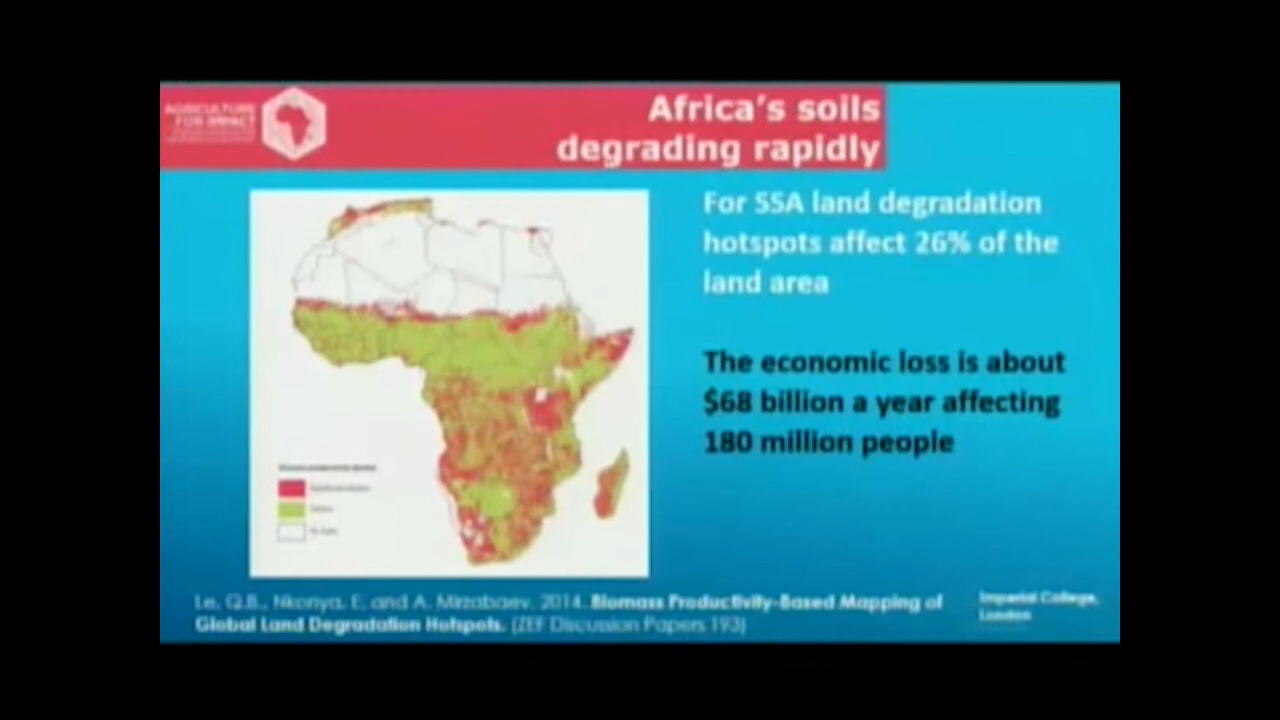 AGRICULTURE
FOR IMPACT
Africa's soils
degrading rapidly
For SSA land degradation
hotspots affect 26% of the
land area
The economic loss is about
$68 billion a year affecting
180 million people
Le, Q.B., Nkonya, E. and A. Mirzabaev. 2014. Biomass Productivity-Based Mapping of
Global Land Degradation Hotspots. (ZEF Discussion Papers 193)
Imperial College,
London